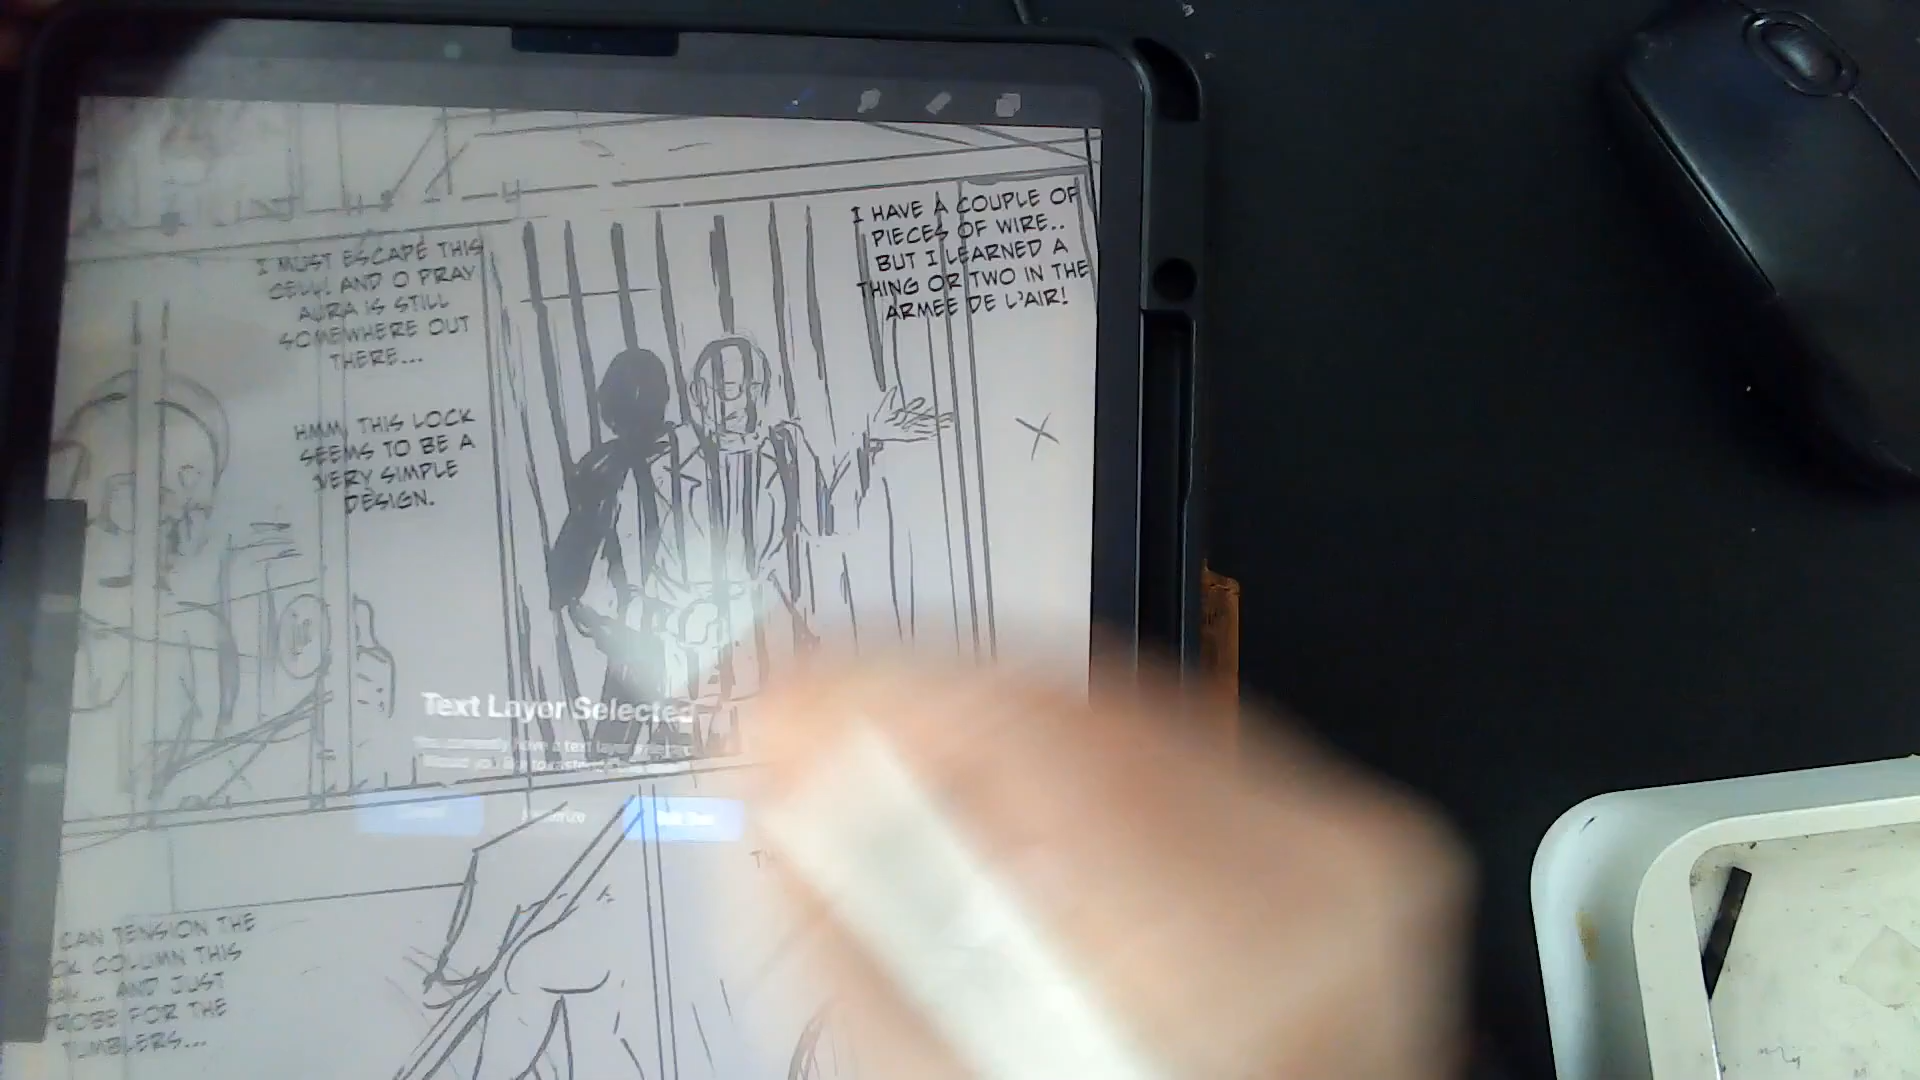 I MUST ESCAPE THIS
CELL! AND O PRAY
AURA IS STILL
SOMEWHERE OUT
THERE...
HMM, THIS LOCK
SEEMS TO BE A
VERY SIMPLE
DESIGN.
I HAVE A COUPLE OF
PIECES OF WIRE..
BUT I LEARNED A
THING OR TWO IN THE
ARMEE DE L'AIR!
Text Layer Selected
CAN TENSION THE
COLUMN THIS
AND JUST
FOR THE
TUMBLERS...